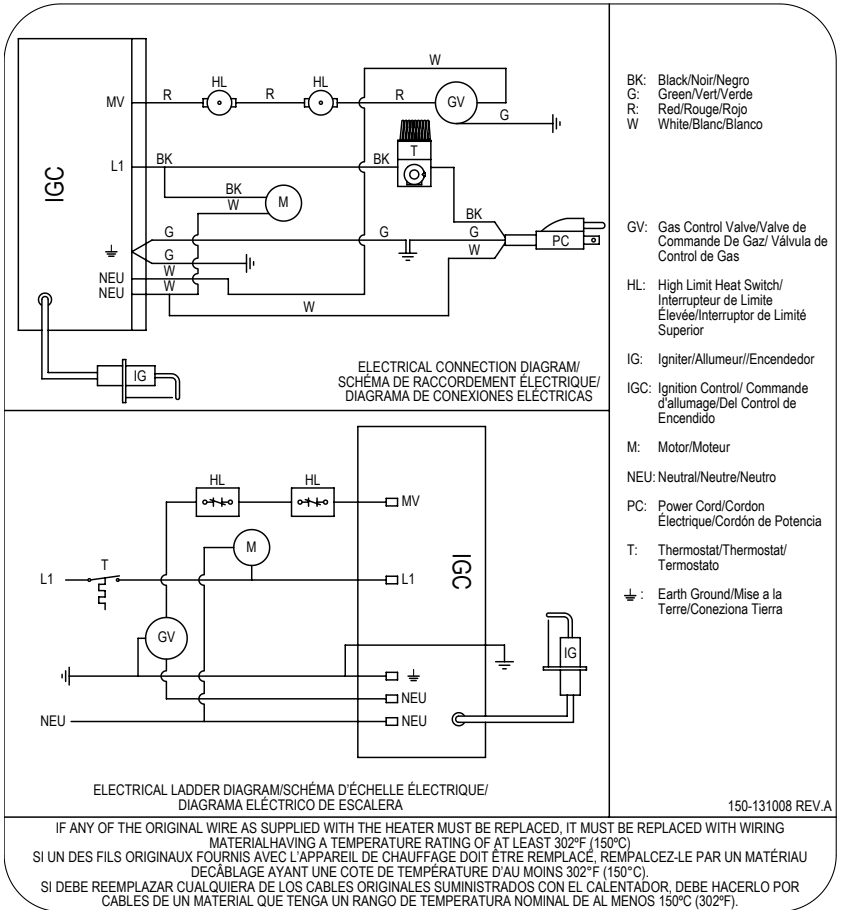 W
HL
HL
MV
R
R
R
GV
G
T
L1
BK
BK
BK
W
M
IGC
BK
G
G
G
W
PC
G
NEU
W
NEU
W
W
IG
ELECTRICAL CONNECTION DIAGRAM/
SCHÉMA DE RACCORDEMENT ÉLECTRIQUE/
DIAGRAMA DE CONEXIONES ELÉCTRICAS
HL
HL
MV
M
T
L1
L1
IGC
GV
IG
NEU
NEU
NEU
ELECTRICAL LADDER DIAGRAM/SCHÉMA D'ÉCHELLE ÉLECTRIQUE/
DIAGRAMA ELÉCTRICO DE ESCALERA
BK: Black/Noir/Negro
G: Green/Vert/Verde
R: Red/Rouge/Rojo
W White/Blanc/Blanco
GV: Gas Control Valve/Valve de
Commande De Gaz/ Válvula de
Control de Gas
HL: High Limit Heat Switch/
Interrupteur de Limite
Élevée/Interruptor de Limité
Superior
IG: Igniter/Allumeur//Encendedor
IGC: Ignition Control/ Commande
d'allumage/Del Control de
Encendido
M: Motor/Moteur
NEU: Neutral/Neutre/Neutro
PC: Power Cord/Cordon
Électrique/Cordón de Potencia
T: Thermostat/Thermostat/
Termostato
⏚ : Earth Ground/Mise a la
Terre/Coneziona Tierra
150-131008 REV.A
IF ANY OF THE ORIGINAL WIRE AS SUPPLIED WITH THE HEATER MUST BE REPLACED, IT MUST BE REPLACED WITH WIRING
MATERIALHAVING A TEMPERATURE RATING OF AT LEAST 302ºF (150ºC)
SI UN DES FILS ORIGINAUX FOURNIS AVEC L'APPAREIL DE CHAUFFAGE DOIT ÊTRE REMPLACÉ, REMPALCEZ-LE PAR UN MATÉRIAU
DECÂBLAGE AYANT UNE COTE DE TEMPÉRATURE D'AU MOINS 302°F (150°C).
SI DEBE REEMPLAZAR CUALQUIERA DE LOS CABLES ORIGINALES SUMINISTRADOS CON EL CALENTADOR, DEBE HACERLO POR
CABLES DE UN MATERIAL QUE TENGA UN RANGO DE TEMPERATURA NOMINAL DE AL MENOS 150ºC (302ºF).